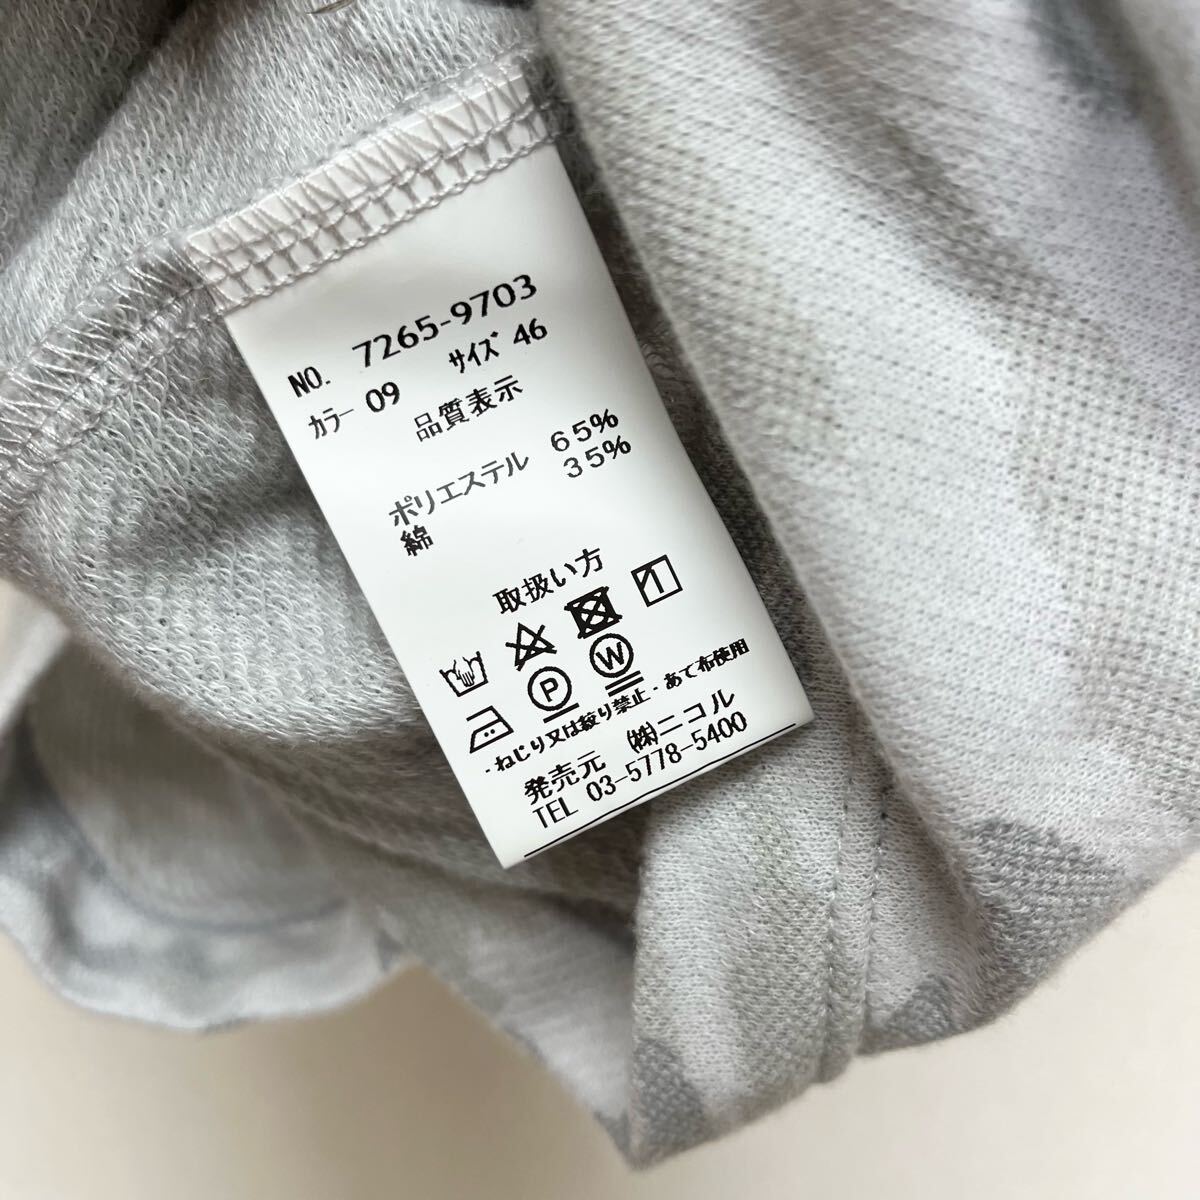 NO. 7265-9703
カラー 09 サイズ 46
品質表示
ポリエステル 65%
綿 35%
取扱い方
P W
・ねじり又は絞り禁止・あて布使用
発売元 (株)ニコル
TEL 03-5778-5400